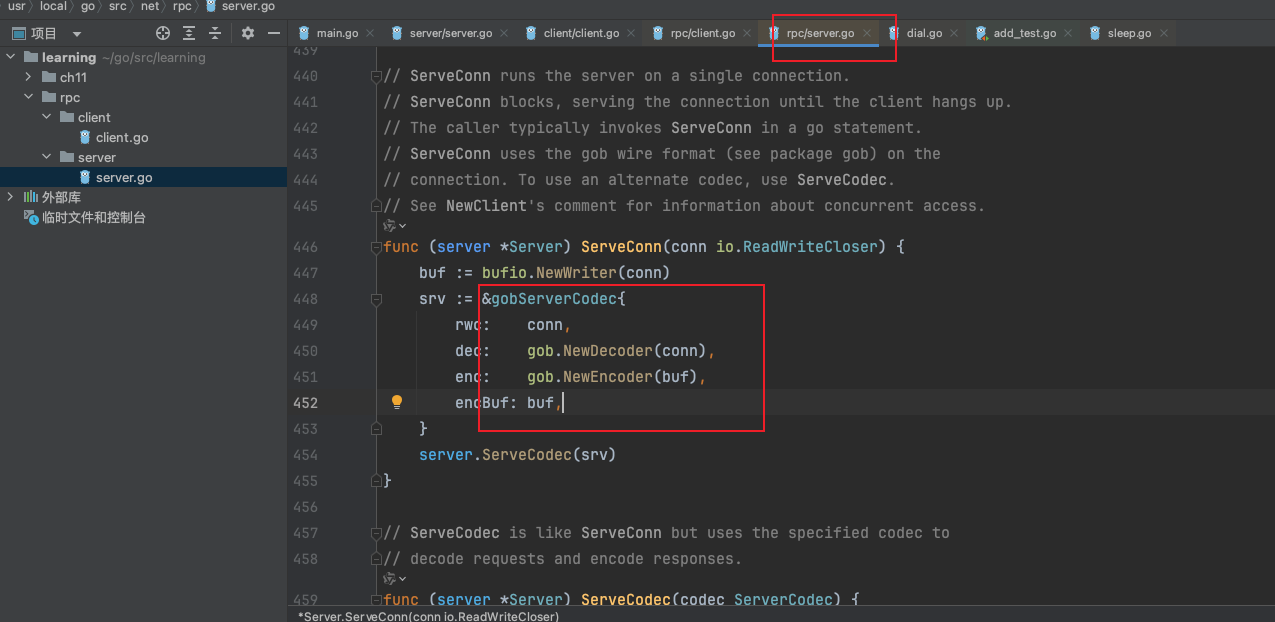 usr local go src net rpc server.go
项目
main.go server/server.go client/client.go rpc/client.go rpc/server.go dial.go add_test.go sleep.go
learning ~/go/src/learning
ch11
rpc
client
client.go
server
server.go
外部库
临时文件和控制台
439
440 // ServeConn runs the server on a single connection.
441 // ServeConn blocks, serving the connection until the client hangs up.
442 // The caller typically invokes ServeConn in a go statement.
443 // ServeConn uses the gob wire format (see package gob) on the
444 // connection. To use an alternate codec, use ServeCodec.
445 // See NewClient's comment for information about concurrent access.
446 func (server *Server) ServeConn(conn io.ReadWriteCloser) {
447 buf := bufio.NewWriter(conn)
448 srv := &gobServerCodec{
449 rwc: conn,
450 dec: gob.NewDecoder(conn),
451 enc: gob.NewEncoder(buf),
452 encBuf: buf,
453 }
454 server.ServeCodec(srv)
455 }
456
457 // ServeCodec is like ServeConn but uses the specified codec to
458 // decode requests and encode responses.
459 func (server *Server) ServeCodec(codec ServerCodec) {
*Server.ServeConn(conn io.ReadWriteCloser)